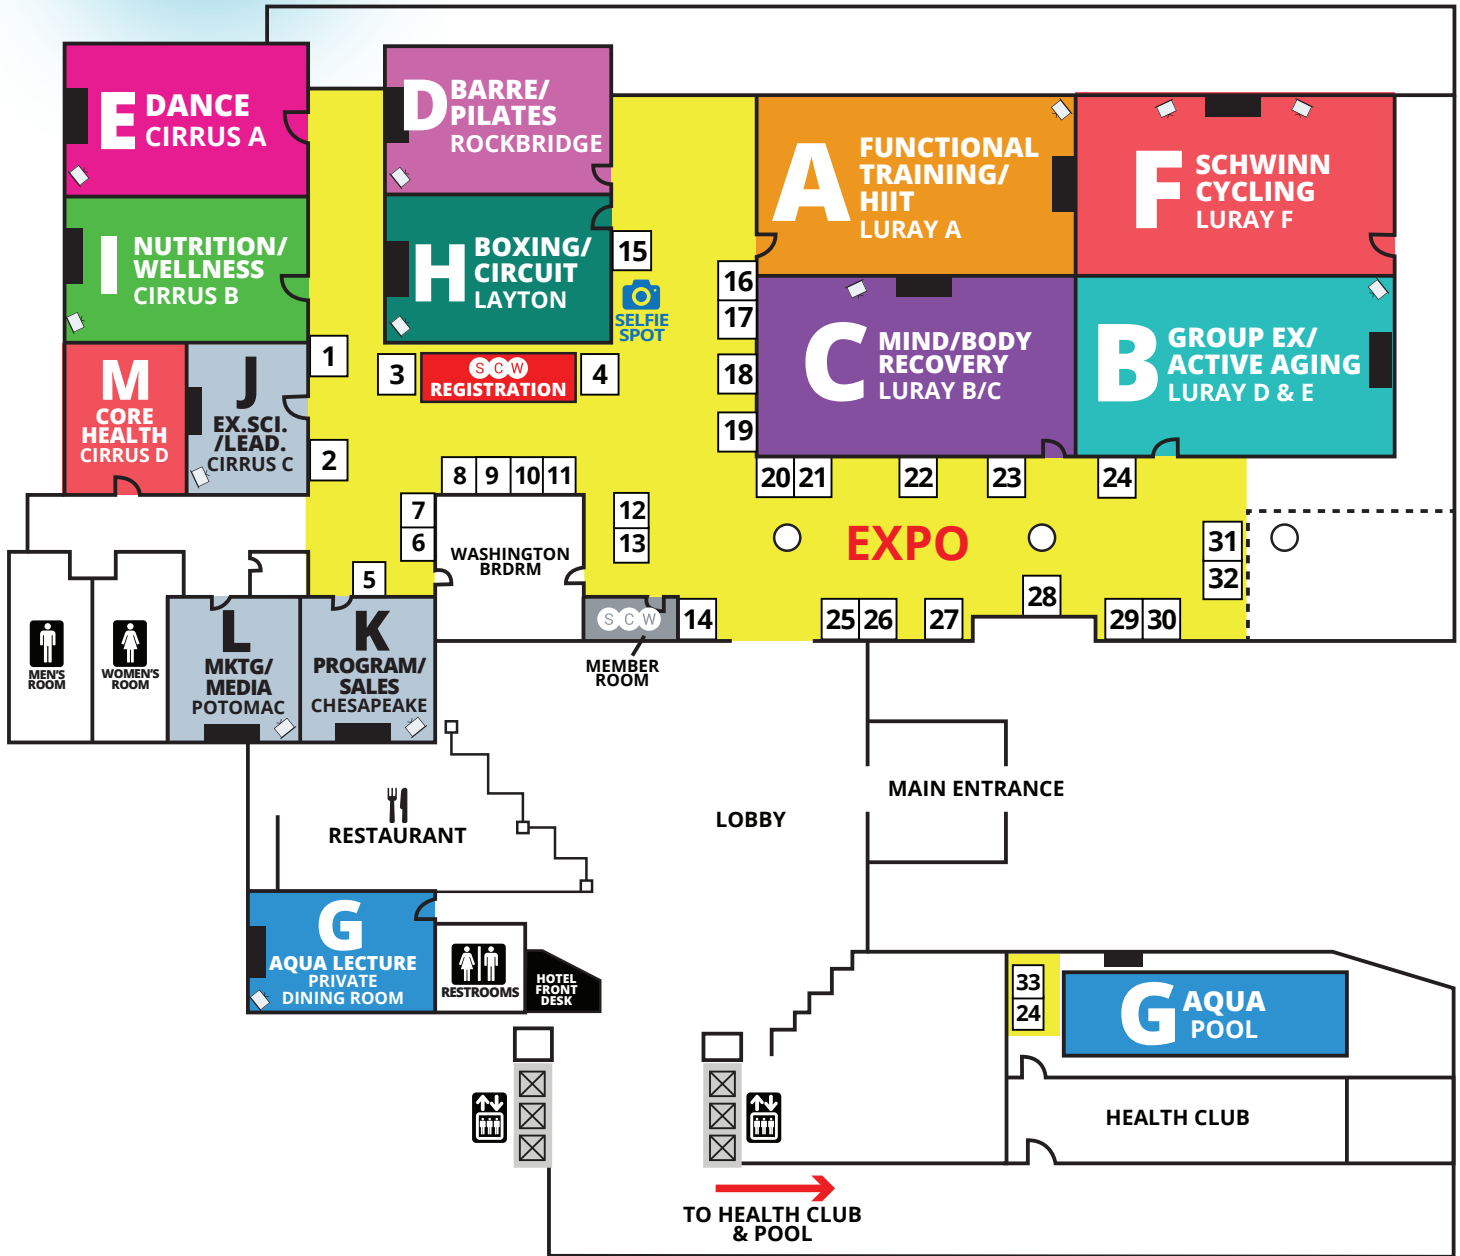 E DANCE
CIRRUS A
D BARRE/
PILATES
ROCKBRIDGE
A FUNCTIONAL
TRAINING/
HIIT
LURAY A
F SCHWINN
CYCLING
LURAY F
I NUTRITION/
WELLNESS
CIRRUS B
H BOXING/
CIRCUIT
LAYTON
15
SELFIE
SPOT
16
17
18
19
C MIND/BODY
RECOVERY
LURAY B/C
B GROUP EX/
ACTIVE AGING
LURAY D & E
M
CORE
HEALTH
CIRRUS D
J
EX.SCI.
/LEAD.
CIRRUS C
1
2
3
SCW
REGISTRATION
4
8 9 10 11
7
6
5
WASHINGTON
BRDRM
12
13
20 21 22 23 24
EXPO
31
32
SCW
14
MEMBER
ROOM
25 26 27 28 29 30
MEN'S
ROOM
WOMEN'S
ROOM
L
MKTG/
MEDIA
POTOMAC
K
PROGRAM/
SALES
CHESAPEAKE
RESTAURANT
LOBBY
MAIN ENTRANCE
G
AQUA LECTURE
PRIVATE
DINING ROOM
RESTROOMS
HOTEL
FRONT
DESK
33
24
G AQUA
POOL
HEALTH CLUB
TO HEALTH CLUB
& POOL